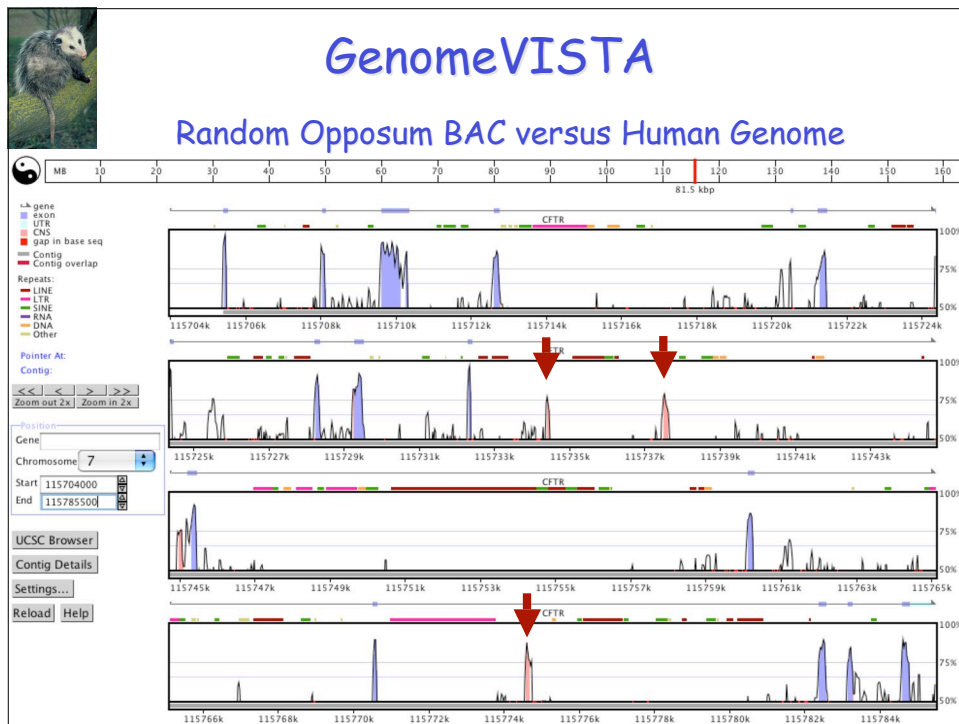 GenomeVISTA
Random Opposum BAC versus Human Genome
MB 10 20 30 40 50 60 70 80 90 100 110 120 130 140 150 160
81.5 kbp
gene
exon
UTR
CNS
gap in base seq
Contig
Contig overlap
Repeats:
LINE
LTR
SINE
RNA
DNA
Other
Pointer At:
Contig:
<< < > >>
Zoom out 2x Zoom in 2x
Position
Gene
Chromosome 7
Start 115704000
End 115785500
UCSC Browser
Contig Details
Settings...
Reload Help
CFTR
100%
75%
50%
115704k 115706k 115708k 115710k 115712k 115714k 115716k 115718k 115720k 115722k 115724k
CFTR
100%
75%
50%
115725k 115727k 115729k 115731k 115733k 115735k 115737k 115739k 115741k 115743k
CFTR
100%
75%
50%
115745k 115747k 115749k 115751k 115753k 115755k 115757k 115759k 115761k 115763k 115765k
CFTR
100%
75%
50%
115766k 115768k 115770k 115772k 115774k 115776k 115778k 115780k 115782k 115784k